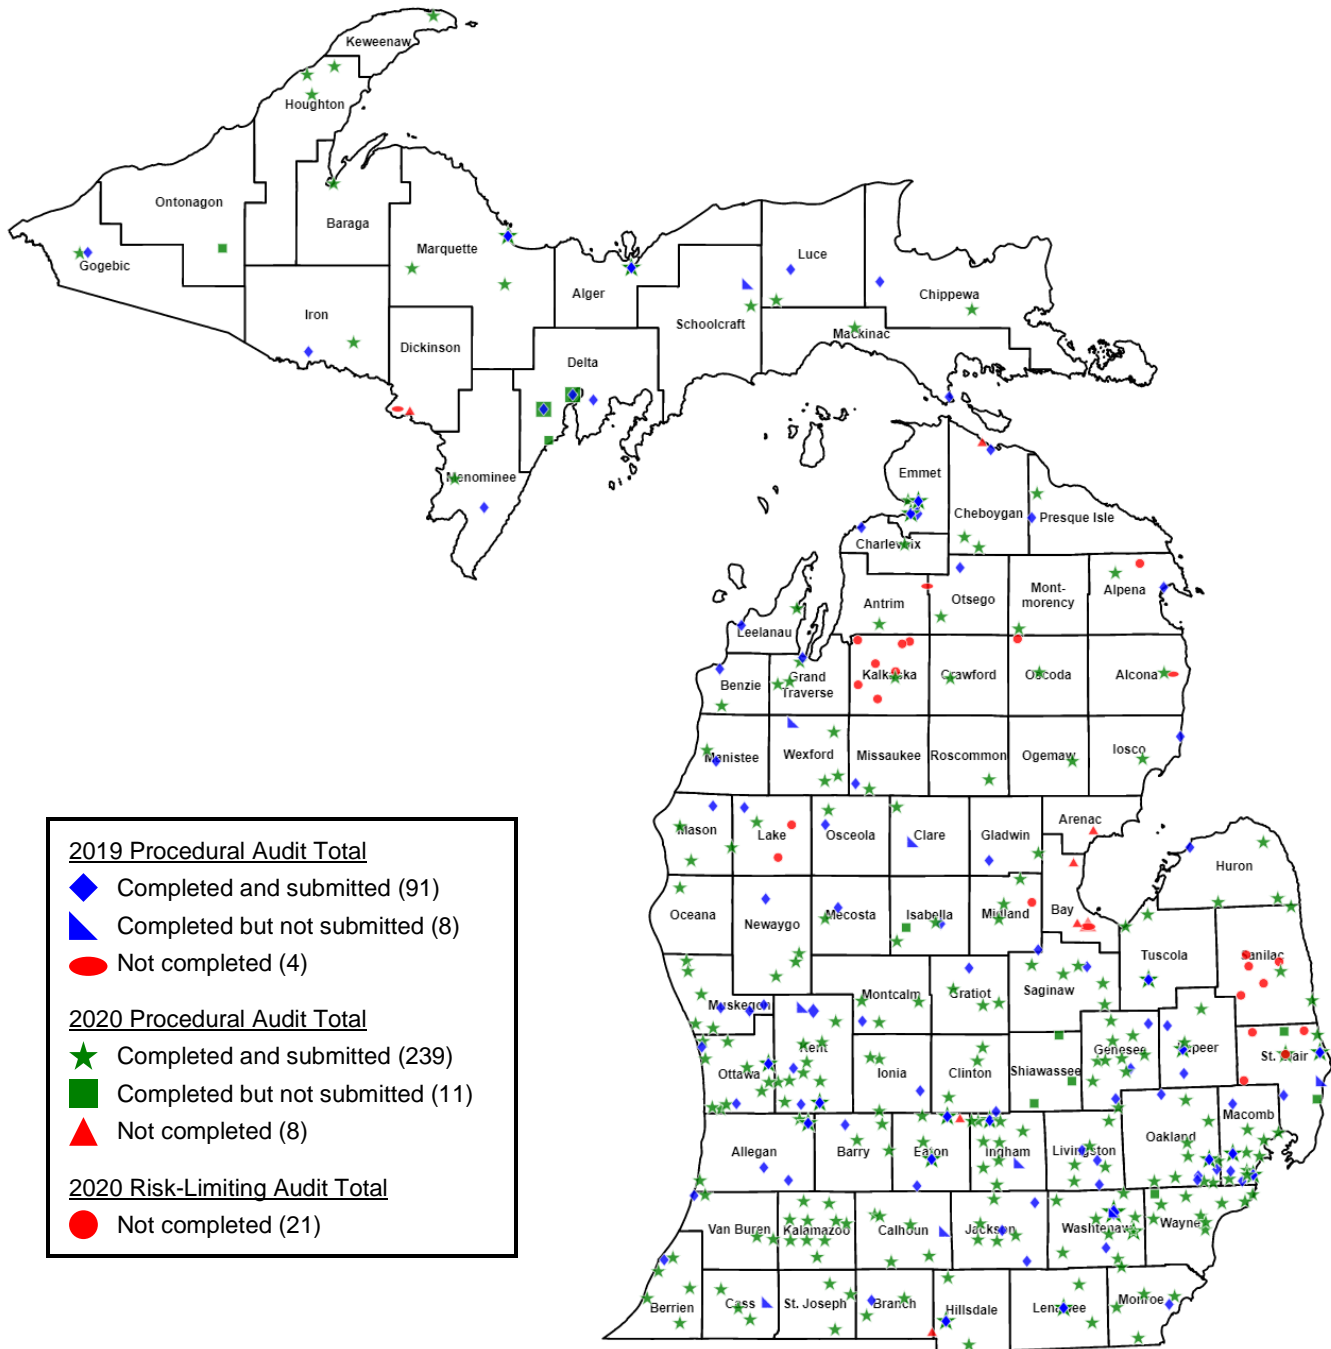 Keweenaw
Houghton
Ontonagon
Baraga
Gogebic
Marquette
Luce
Alger
Chippewa
Iron
Schoolcraft
Mackinac
Dickinson
Delta
Menominee
Emmet
Cheboygan
Presque Isle
Charlevoix
Antrim
Otsego
Mont-
morency
Alpena
Leelanau
Benzie
Grand
Traverse
Kalkaska
Crawford
Oscoda
Alcona
Manistee
Wexford
Missaukee
Roscommon
Ogemaw
Iosco
Mason
Lake
Osceola
Clare
Gladwin
Arenac
Huron
Oceana
Newaygo
Mecosta
Isabella
Midland
Bay
Tuscola
Sanilac
Muskegon
Montcalm
Gratiot
Saginaw
Kent
Ottawa
Ionia
Clinton
Shiawassee
Genesee
Lapeer
St. Clair
Allegan
Barry
Eaton
Ingham
Livingston
Oakland
Macomb
Van Buren
Kalamazoo
Calhoun
Jackson
Washtenaw
Wayne
Berrien
Cass
St. Joseph
Branch
Hillsdale
Lenawee
Monroe
2019 Procedural Audit Total
Completed and submitted (91)
Completed but not submitted (8)
Not completed (4)
2020 Procedural Audit Total
Completed and submitted (239)
Completed but not submitted (11)
Not completed (8)
2020 Risk-Limiting Audit Total
Not completed (21)